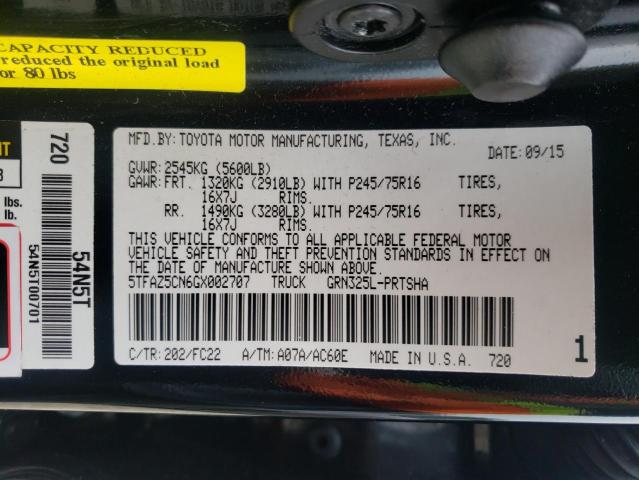 CAPACITY REDUCED
reduced the original load
or 80 lbs
720
lbs.
lb.
54N5T
54N5T00701
MFD.BY: TOYOTA MOTOR MANUFACTURING, TEXAS, INC.
DATE: 09/15
GVWR: 2545KG (5600LB)
GAWR: FRT. 1320KG (2910LB) WITH P245/75R16 TIRES,
16X7J RIMS.
RR. 1490KG (3280LB) WITH P245/75R16 TIRES,
16X7J RIMS.
THIS VEHICLE CONFORMS TO ALL APPLICABLE FEDERAL MOTOR
VEHICLE SAFETY AND THEFT PREVENTION STANDARDS IN EFFECT ON
THE DATE OF MANUFACTURE SHOWN ABOVE.
5TFAZ5CN6GX002707 TRUCK GRN325L-PRTSHA
C/TR: 202/FC22 A/TM: A07A/AC60E MADE IN U.S.A. 720
1